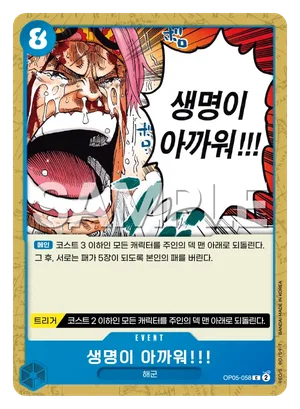 8
생명이
아까워!!!
SAMPLE
메인 코스트 3 이하인 모든 캐릭터를 주인의 덱 맨 아래로 되돌린다.
그 후, 서로는 패가 5장이 되도록 본인의 패를 버린다.
트리거 코스트 2 이하인 모든 캐릭터를 주인의 덱 맨 아래로 되돌린다.
EVENT
생명이 아까워!!!
해군
OP05-058
2